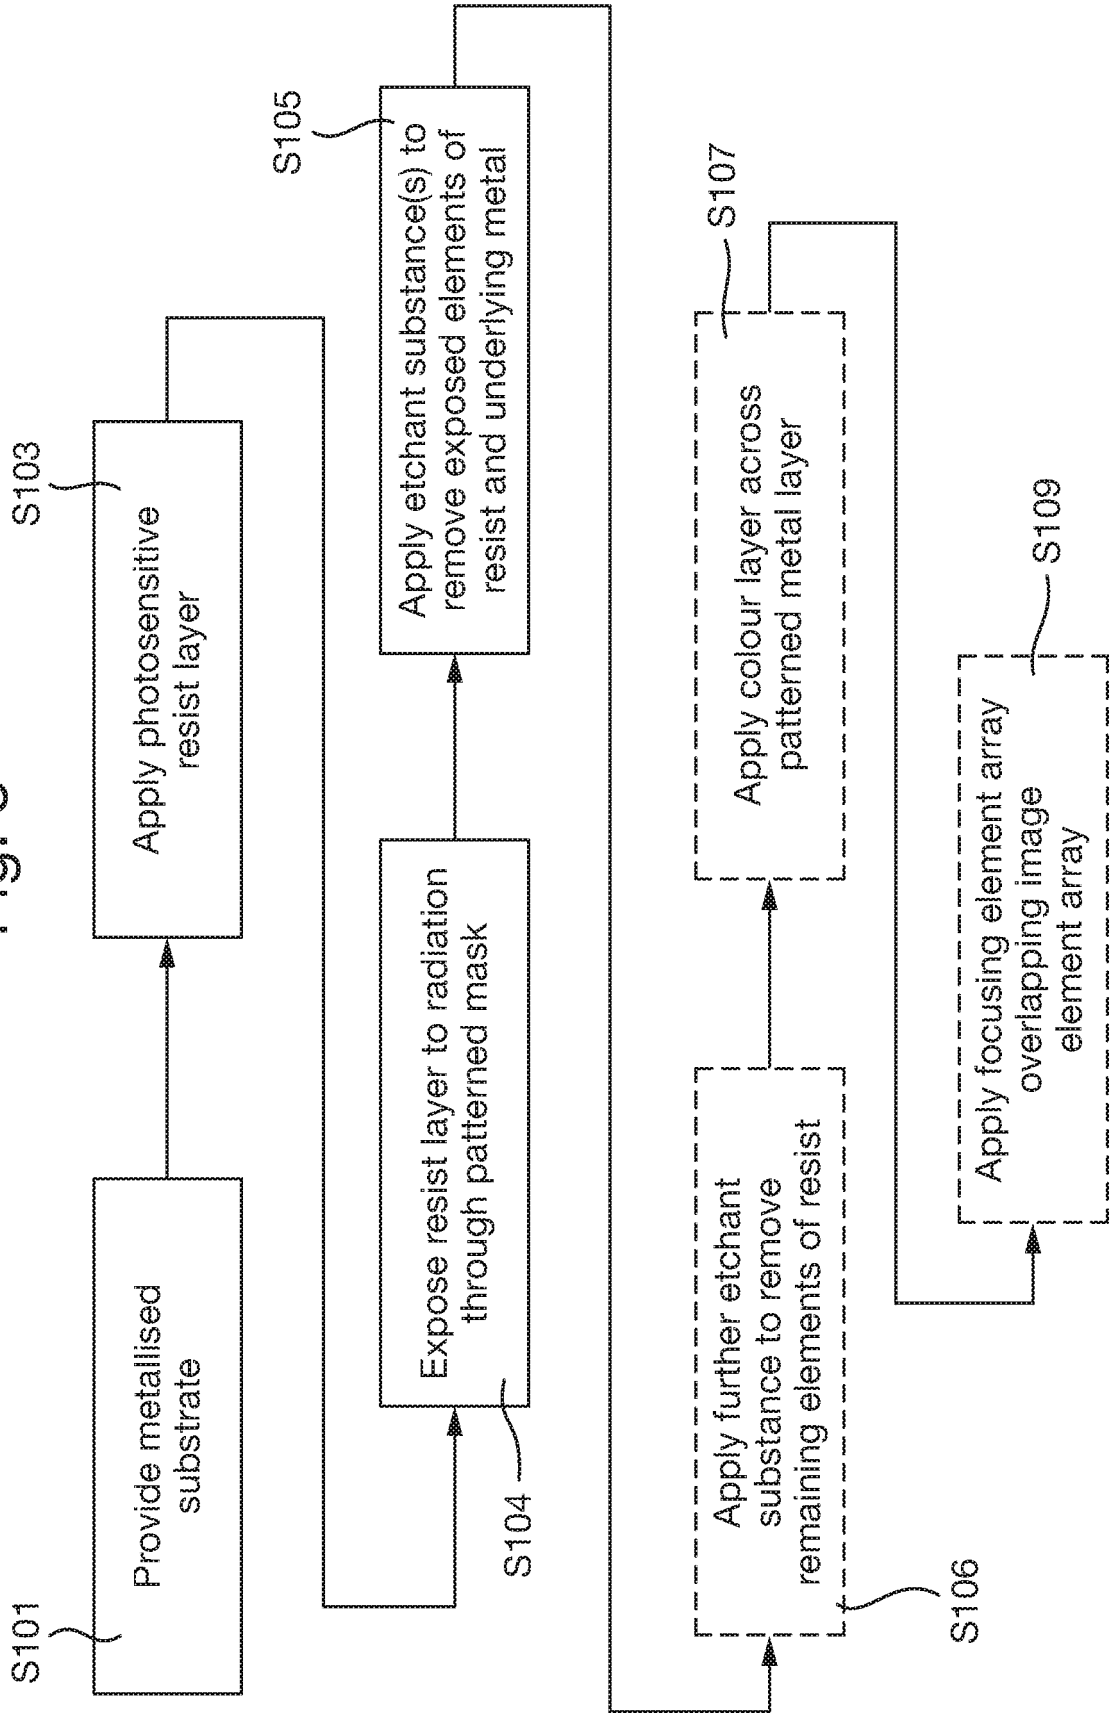 Fig.
S101
Provide metallised
substrate
S103
Apply photosensitive
resist layer
S104
Expose resist layer to radiation
through patterned mask
S105
Apply etchant substance(s) to
remove exposed elements of
resist and underlying metal
S106
Apply further etchant
substance to remove
remaining elements of resist
S107
Apply colour layer across
patterned metal layer
S109
Apply focusing element array
overlapping image
element array